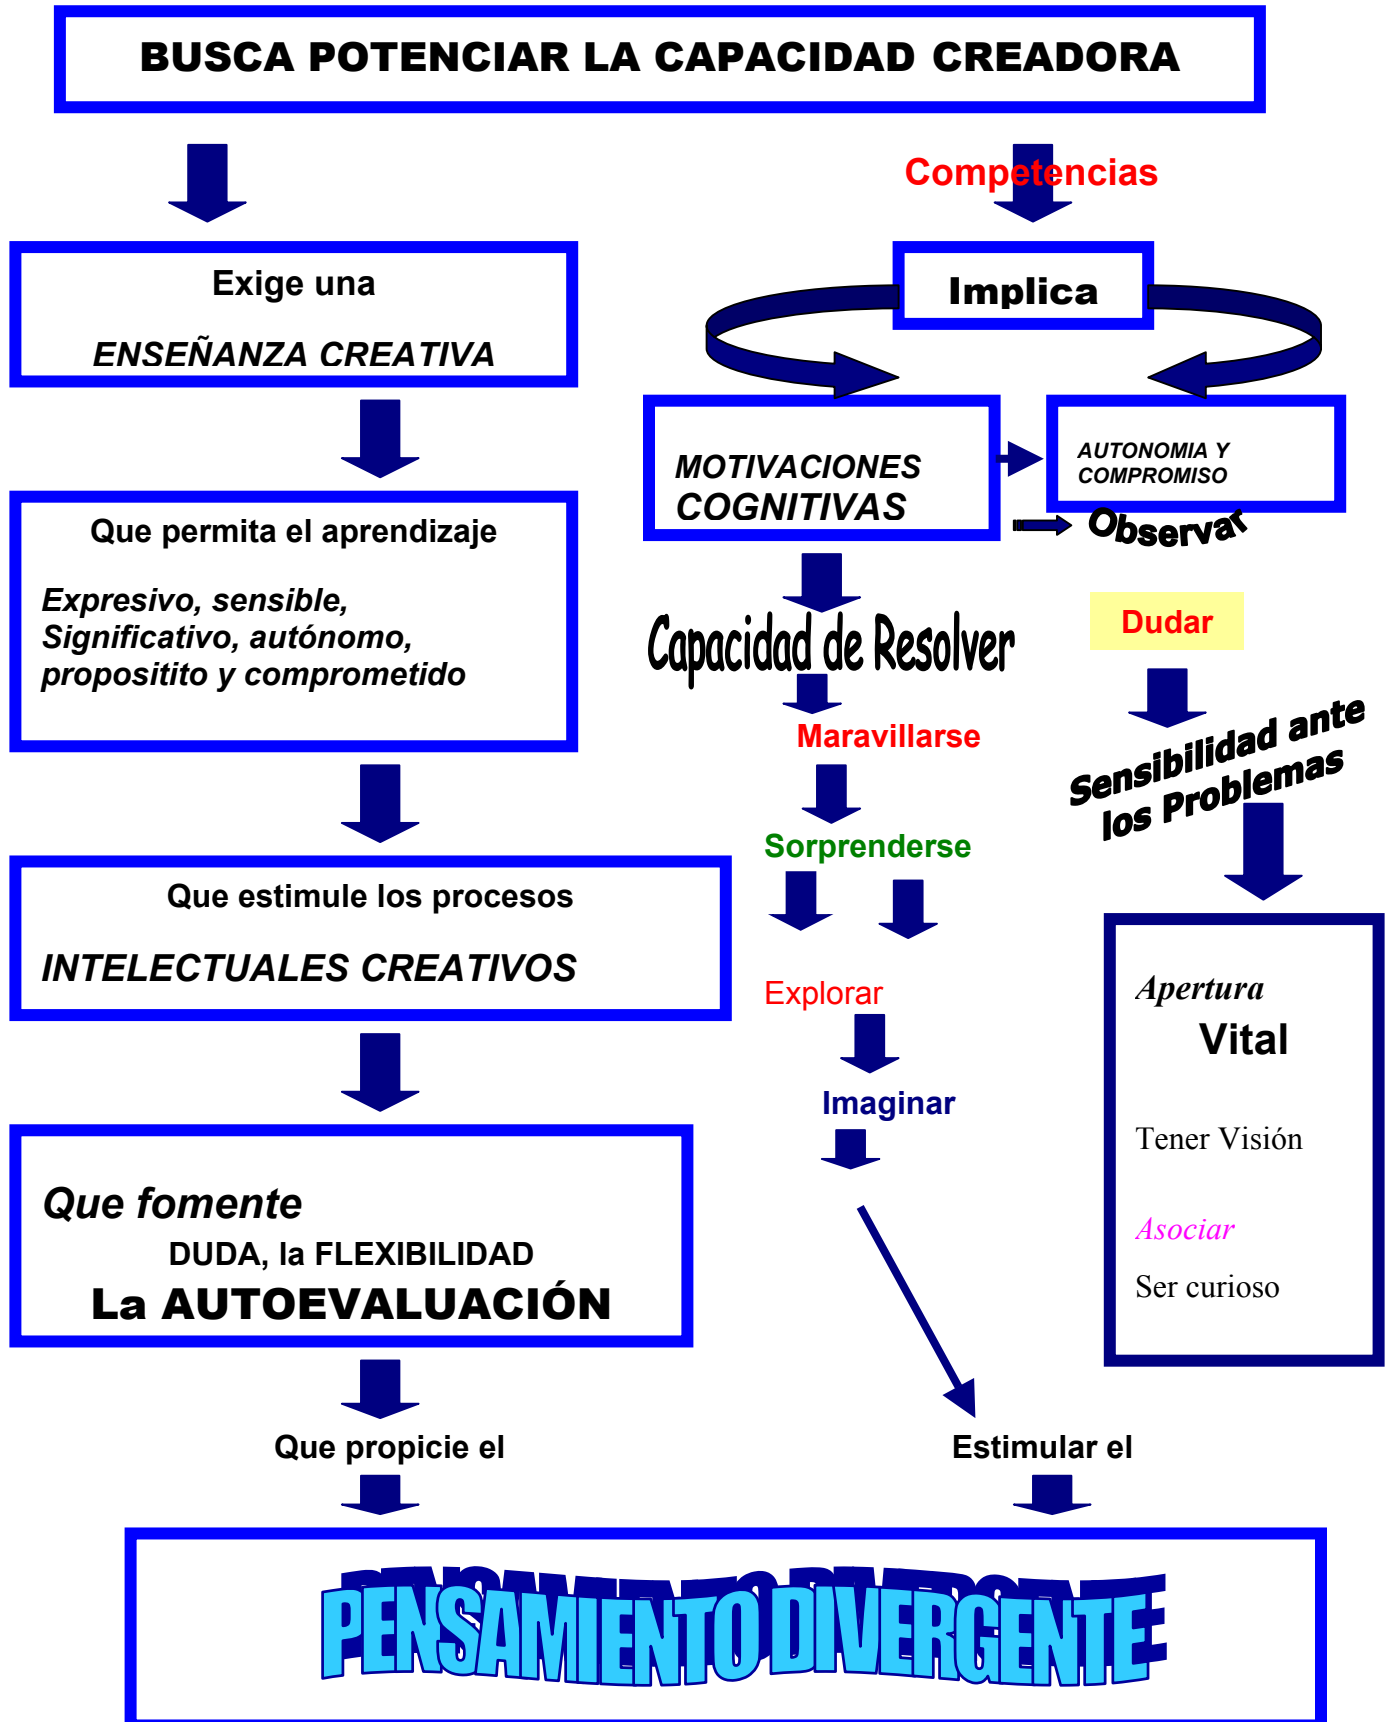 BUSCA POTENCIAR LA CAPACIDAD CREADORA
Competencias
Exige una
ENSEÑANZA CREATIVA
Implica
MOTIVACIONES
COGNITIVAS
AUTONOMIA Y
COMPROMISO
Observar
Que permita el aprendizaje
Expresivo, sensible,
Significativo, autónomo,
propositito y comprometido
Capacidad de Resolver
Dudar
Maravillarse
Sensibilidad ante
los Problemas
Sorprenderse
Que estimule los procesos
INTELECTUALES CREATIVOS
Explorar
Imaginar
Apertura
Vital
Tener Visión
Asociar
Ser curioso
Que fomente
DUDA, la FLEXIBILIDAD
La AUTOEVALUACIÓN
Que propicie el
Estimular el
PENSAMIENTO DIVERGENTE